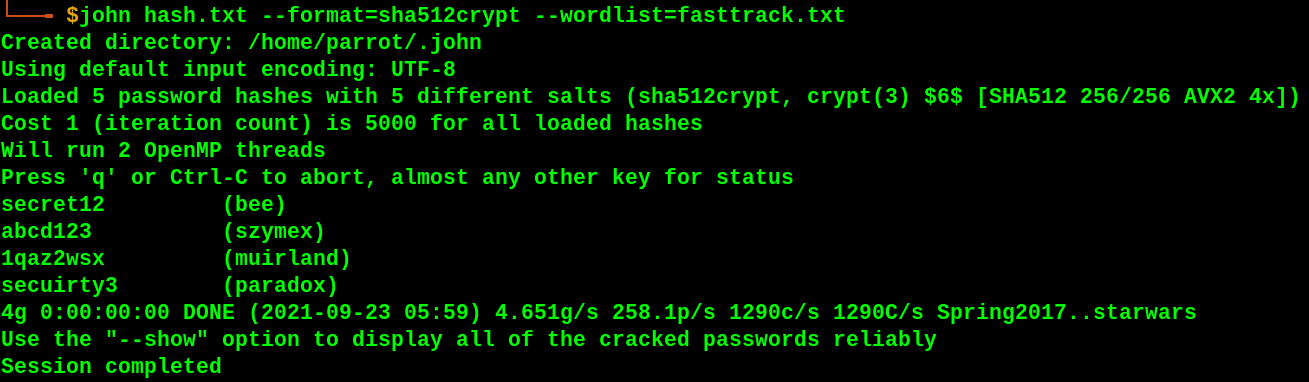 $john hash.txt --format=sha512crypt --wordlist=fasttrack.txt
Created directory: /home/parrot/.john
Using default input encoding: UTF-8
Loaded 5 password hashes with 5 different salts (sha512crypt, crypt(3) $6$ [SHA512 256/256 AVX2 4x])
Cost 1 (iteration count) is 5000 for all loaded hashes
Will run 2 OpenMP threads
Press 'q' or Ctrl-C to abort, almost any other key for status
secret12         (bee)
abcd123          (szymex)
1qaz2wsx         (muirland)
secuirty3        (paradox)
4g 0:00:00:00 DONE (2021-09-23 05:59) 4.651g/s 258.1p/s 1290c/s 1290C/s Spring2017..starwars
Use the "--show" option to display all of the cracked passwords reliably
Session completed